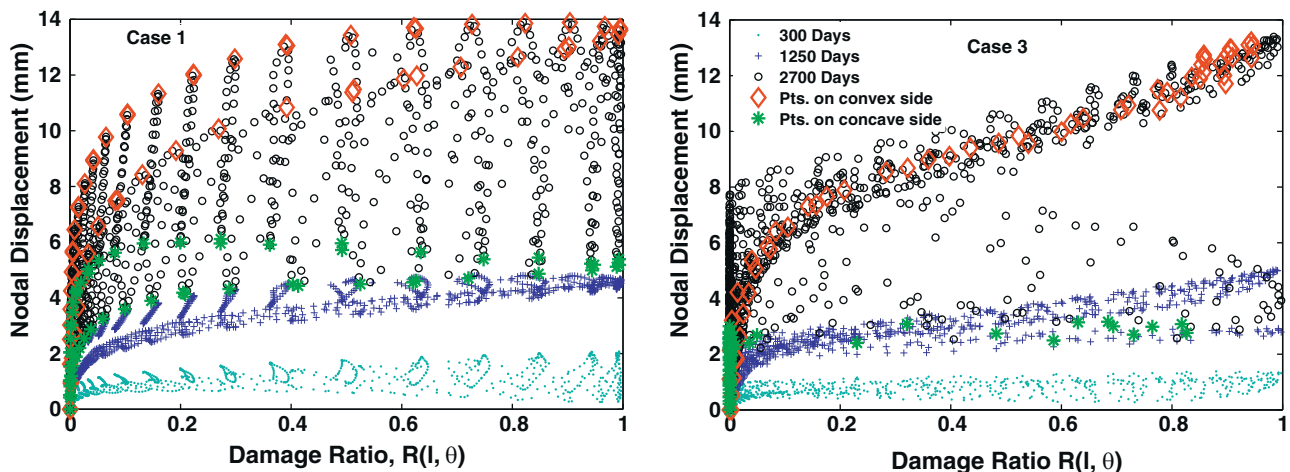 Case 1
Nodal Displacement (mm)
14
12
10
8
6
4
2
0
0 0.2 0.4 0.6 0.8 1
Damage Ratio, R(l, θ)
Case 3
300 Days
1250 Days
2700 Days
Pts. on convex side
Pts. on concave side
Nodal Displacement (mm)
14
12
10
8
6
4
2
0
0 0.2 0.4 0.6 0.8 1
Damage Ratio R(l, θ)